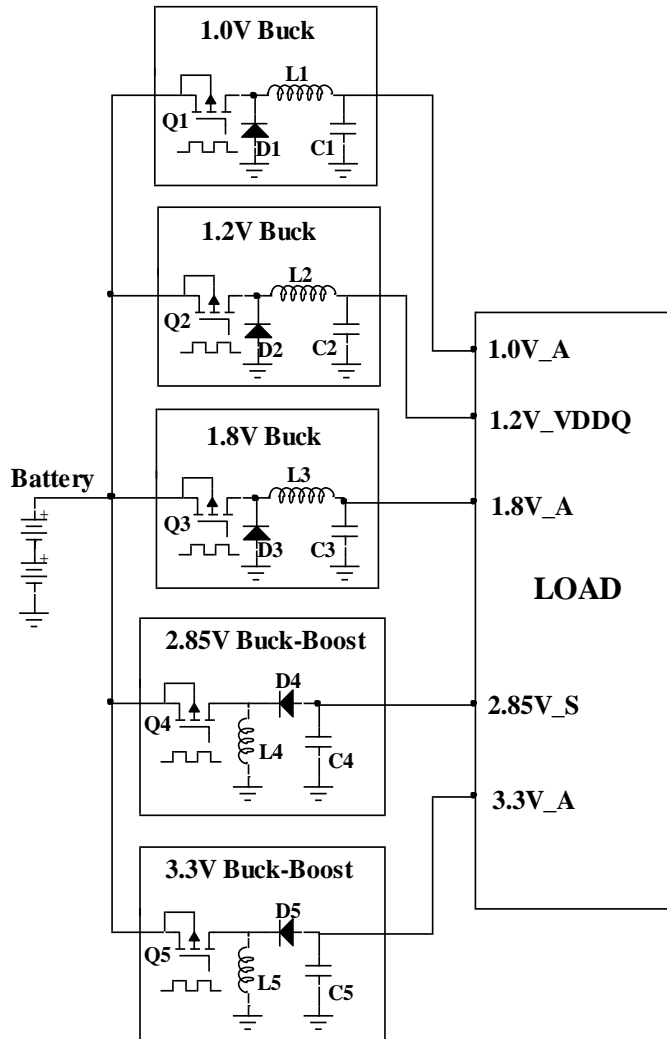 1.0V Buck
L1
Q1
D1
C1
1.2V Buck
L2
Q2
D2
C2
1.0V_A
1.2V_VDDQ
1.8V Buck
L3
Battery
Q3
D3
C3
1.8V_A
+
+
LOAD
2.85V Buck-Boost
D4
Q4
L4
C4
2.85V_S
3.3V_A
3.3V Buck-Boost
D5
Q5
L5
C5